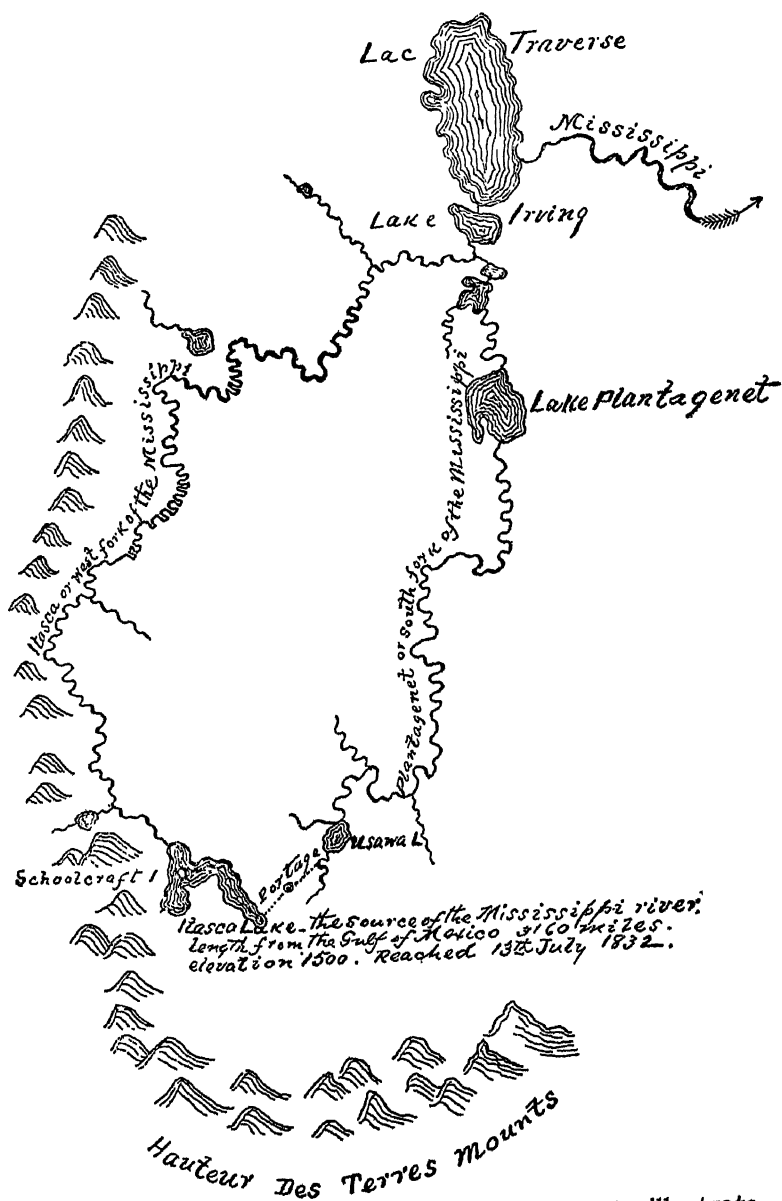 Lac Traverse
Mississippi
Lake Irving
Lake Plantagenet
Itasca or West fork of the Mississippi
Plantagenet or South fork of the Mississippi
Portage
Usawa L
Schoolcraft I
Itasca Lake - the source of the Mississippi river.
length from the Gulf of Mexico 3160 miles.
elevation 1500. Reached 13th July 1832.
Hauteur Des Terres Mounts